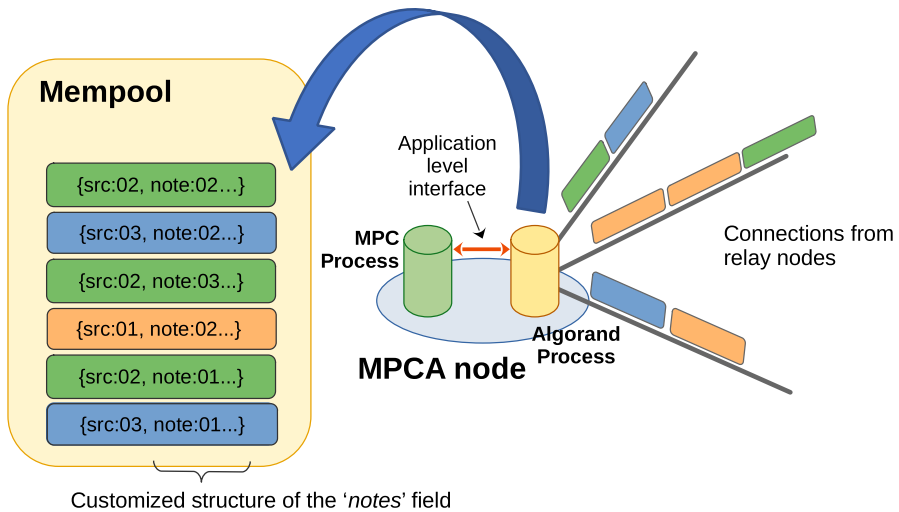 Mempool
{src:02, note:02...}
{src:03, note:02...}
{src:02, note:03...}
{src:01, note:02...}
{src:02, note:01...}
{src:03, note:01...}
Customized structure of the ‘notes’ field
Application
level
interface
MPC
Process
Algorand
Process
MPCA node
Connections from
relay nodes